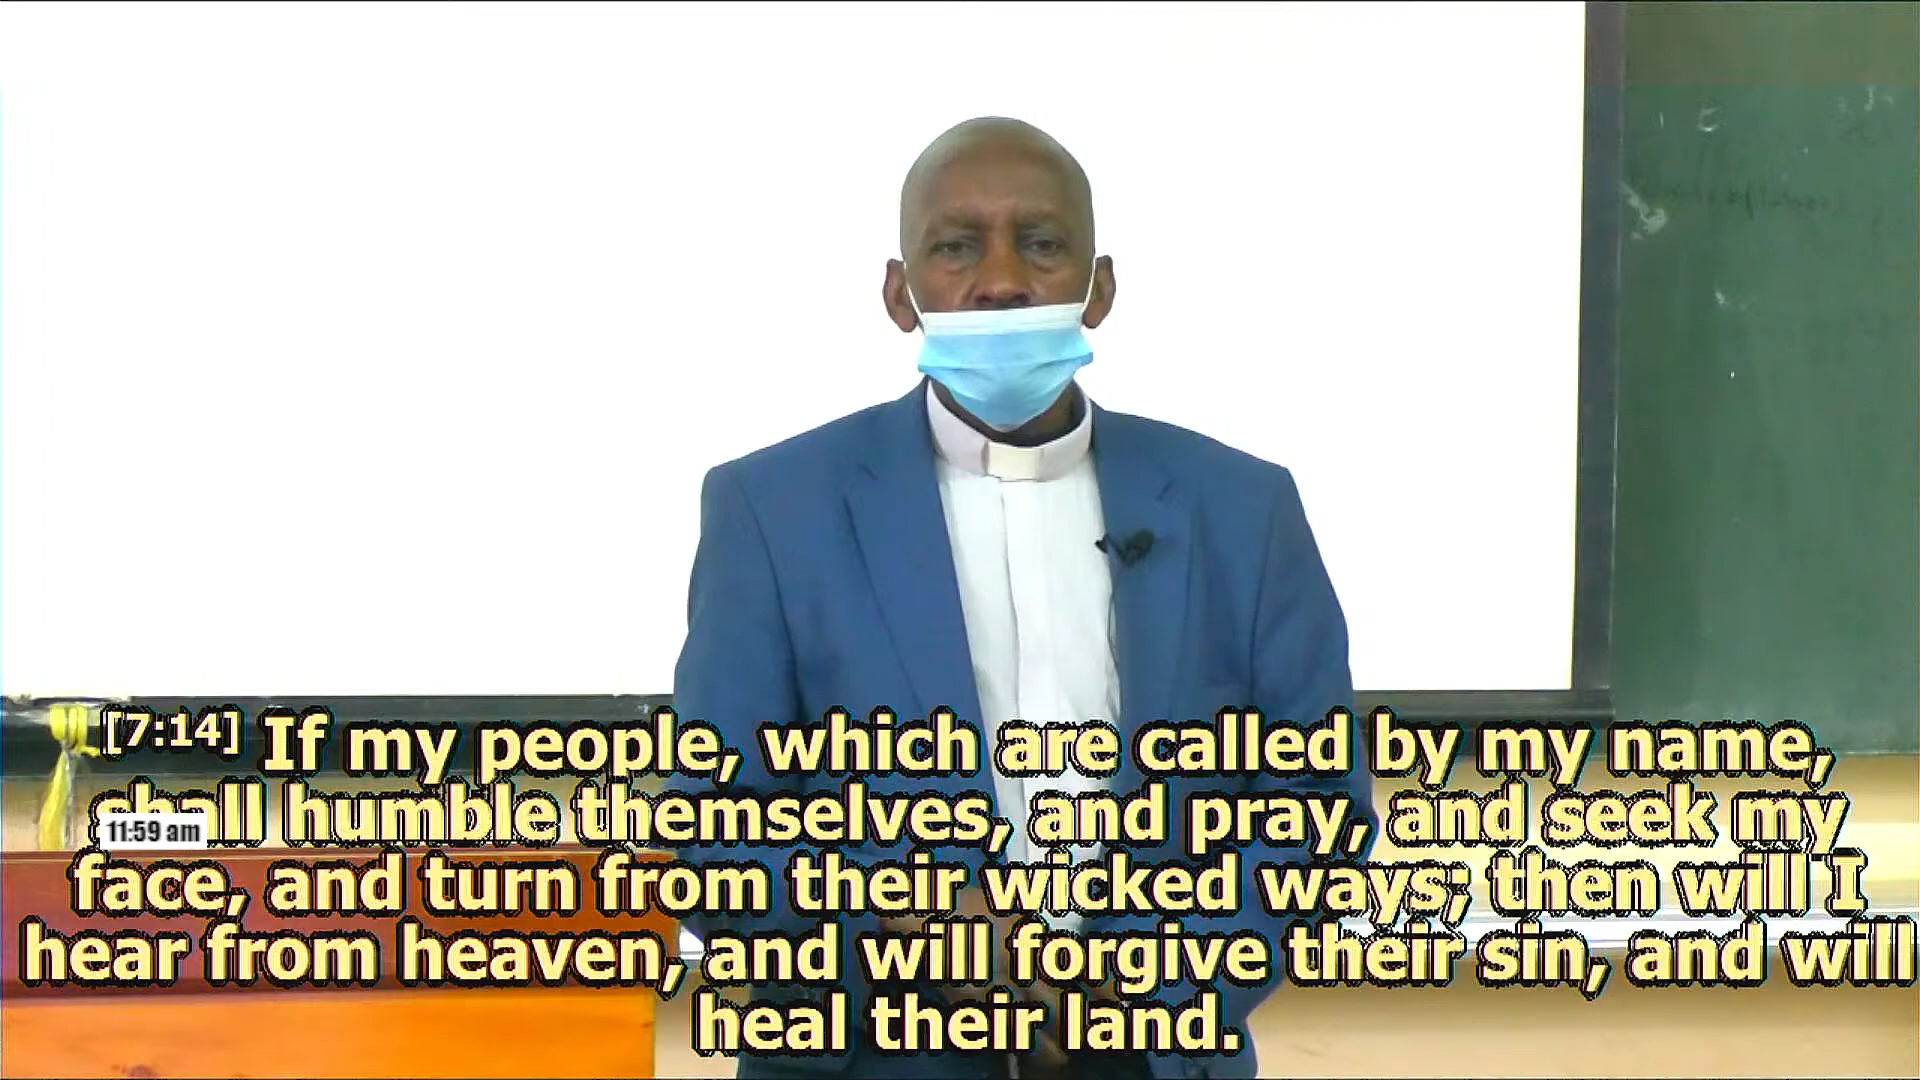 [7:14] If my people, which are called by my name,
shall humble themselves, and pray, and seek my
11:59 am
face, and turn from their wicked ways; then will I
hear from heaven, and will forgive their sin, and will
heal their land.